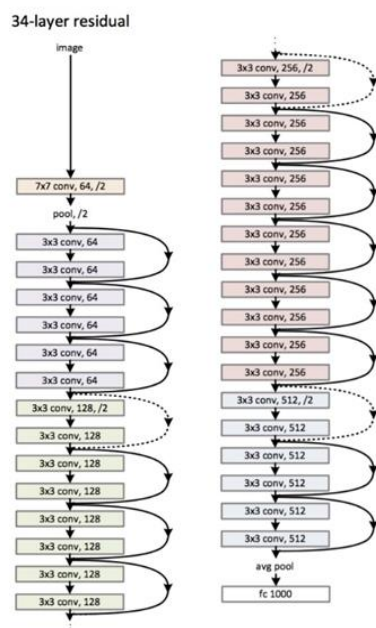 34-layer residual
image
7x7 conv, 64, /2
pool, /2
3x3 conv, 64
3x3 conv, 64
3x3 conv, 64
3x3 conv, 64
3x3 conv, 64
3x3 conv, 64
3x3 conv, 128, /2
3x3 conv, 128
3x3 conv, 128
3x3 conv, 128
3x3 conv, 128
3x3 conv, 128
3x3 conv, 128
3x3 conv, 128
3x3 conv, 256, /2
3x3 conv, 256
3x3 conv, 256
3x3 conv, 256
3x3 conv, 256
3x3 conv, 256
3x3 conv, 256
3x3 conv, 256
3x3 conv, 256
3x3 conv, 256
3x3 conv, 256
3x3 conv, 256
3x3 conv, 512, /2
3x3 conv, 512
3x3 conv, 512
3x3 conv, 512
3x3 conv, 512
3x3 conv, 512
avg pool
fc 1000